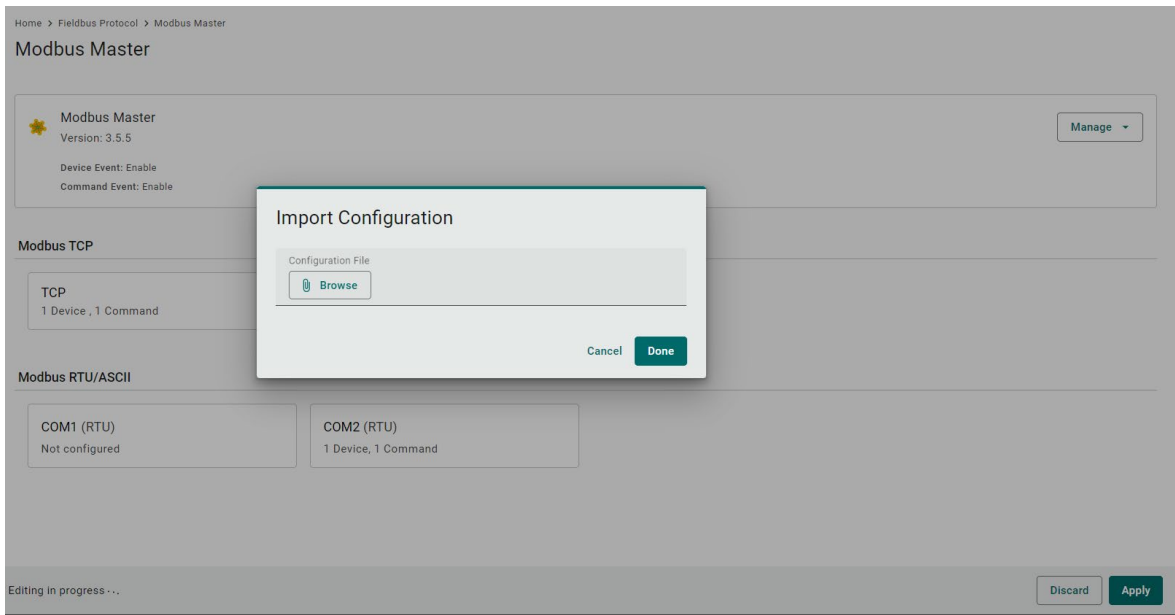 Home > Fieldbus Protocol > Modbus Master
Modbus Master
Modbus Master
Version: 3.5.5
Manage
Device Event: Enable
Command Event: Enable
Import Configuration
Configuration File
Browse
Cancel
Done
Modbus TCP
TCP
1 Device , 1 Command
Modbus RTU/ASCII
COM1 (RTU)
Not configured
COM2 (RTU)
1 Device, 1 Command
Editing in progress ...
Discard
Apply